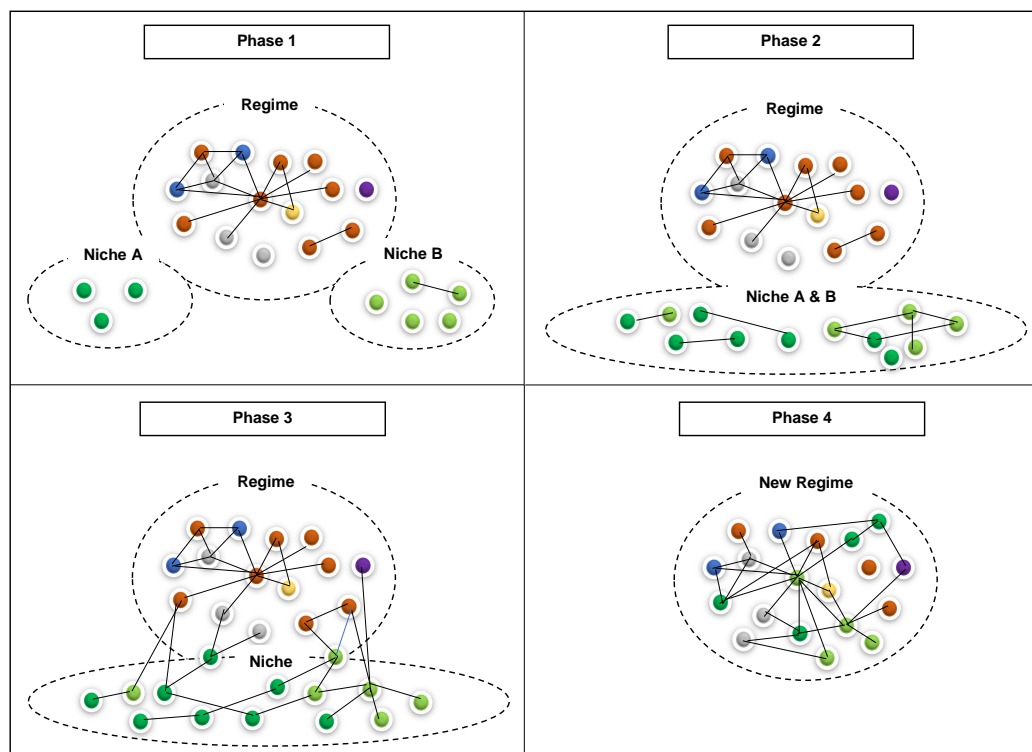 Phase 1
Regime
Niche A
Niche B
Phase 2
Regime
Niche A & B
Phase 3
Regime
Niche
Phase 4
New Regime